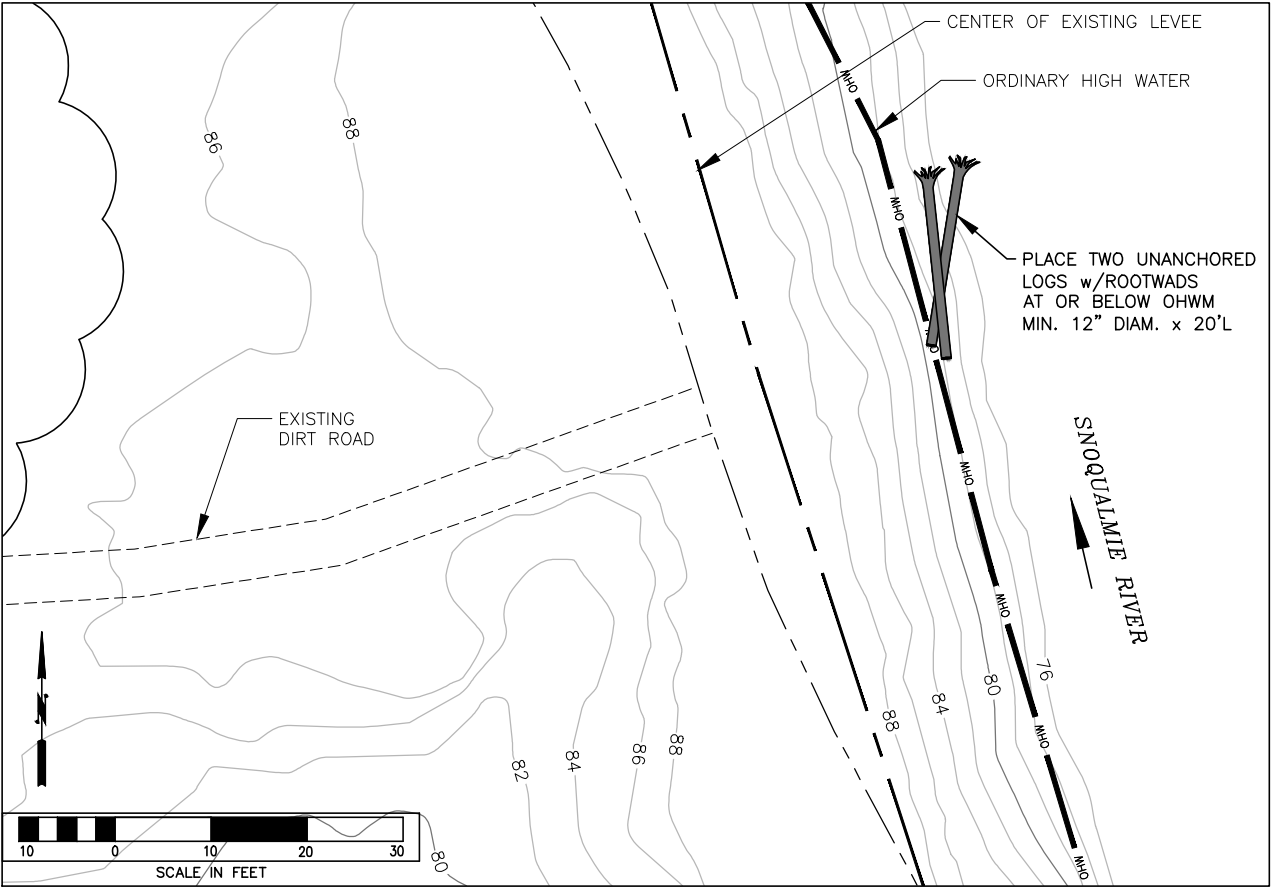 CENTER OF EXISTING LEVEE
ORDINARY HIGH WATER
OHW
86
88
OHW
PLACE TWO UNANCHORED
LOGS w/ROOTWADS
AT OR BELOW OHWM
MIN. 12" DIAM. x 20'L
OHW
EXISTING
DIRT ROAD
SNOQUALMIE RIVER
OHW
OHW
76
80
84
88
N
OHW
82
84
86
88
80
OHW
10 0 10 20 30
SCALE IN FEET